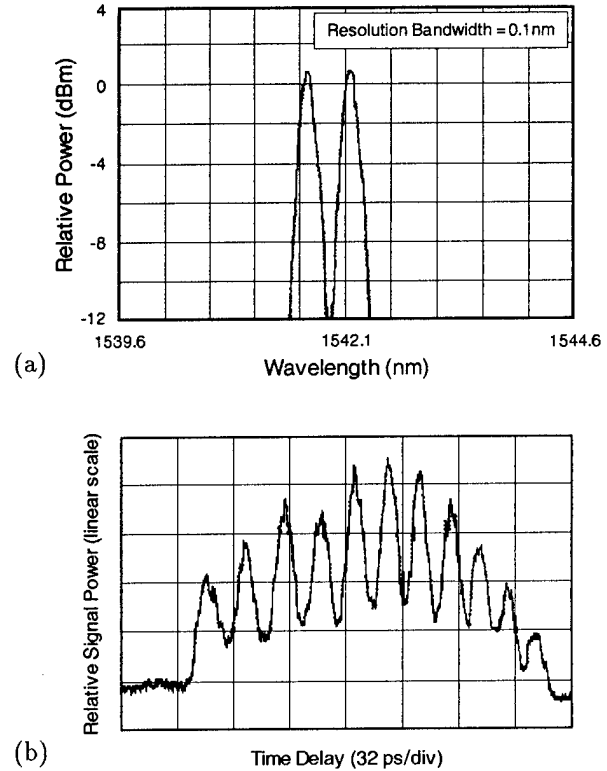 4
Resolution Bandwidth = 0.1nm
0
-4
-8
-12
Relative Power (dBm)
1539.6
1542.1
1544.6
Wavelength (nm)
(a)
Relative Signal Power (linear scale)
Time Delay (32 ps/div)
(b)